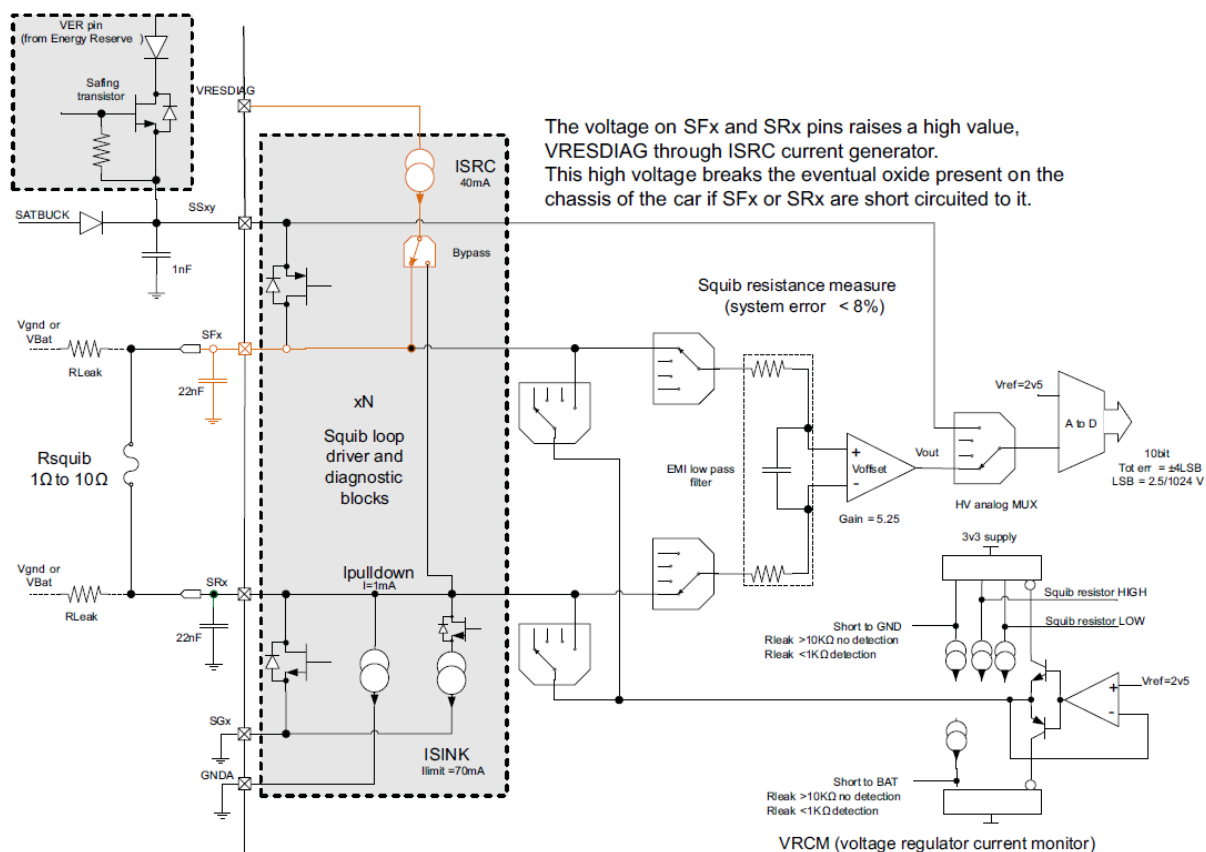 VER pin
(from Energy Reserve )
Safing
transistor
VRESDIAG
The voltage on SFx and SRx pins raises a high value,
VRESDIAG through ISRC current generator.
This high voltage breaks the eventual oxide present on the
chassis of the car if SFx or SRx are short circuited to it.
ISRC
40mA
SATBUCK
SSxy
Bypass
1nF
Squib resistance measure
(system error < 8%)
Vgnd or
VBat
SFx
RLeak
22nF
xN
Squib loop
driver and
diagnostic
blocks
Rsquib
1Ω to 10Ω
EMI low pass
filter
+
Voffset
-
Vout
Gain = 5.25
Vref=2v5
A to D
HV analog MUX
10bit
Tot err = ±4LSB
LSB = 2.5/1024 V
3v3 supply
Squib resistor HIGH
Squib resistor LOW
Short to GND
Rleak >10KΩ no detection
Rleak <1KΩ detection
Vgnd or
VBat
SRx
RLeak
22nF
Ipulldown
I=1mA
+
Vref=2v5
-
SGx
GNDA
ISINK
Ilimit =70mA
Short to BAT
Rleak >10KΩ no detection
Rleak <1KΩ detection
VRCM (voltage regulator current monitor)